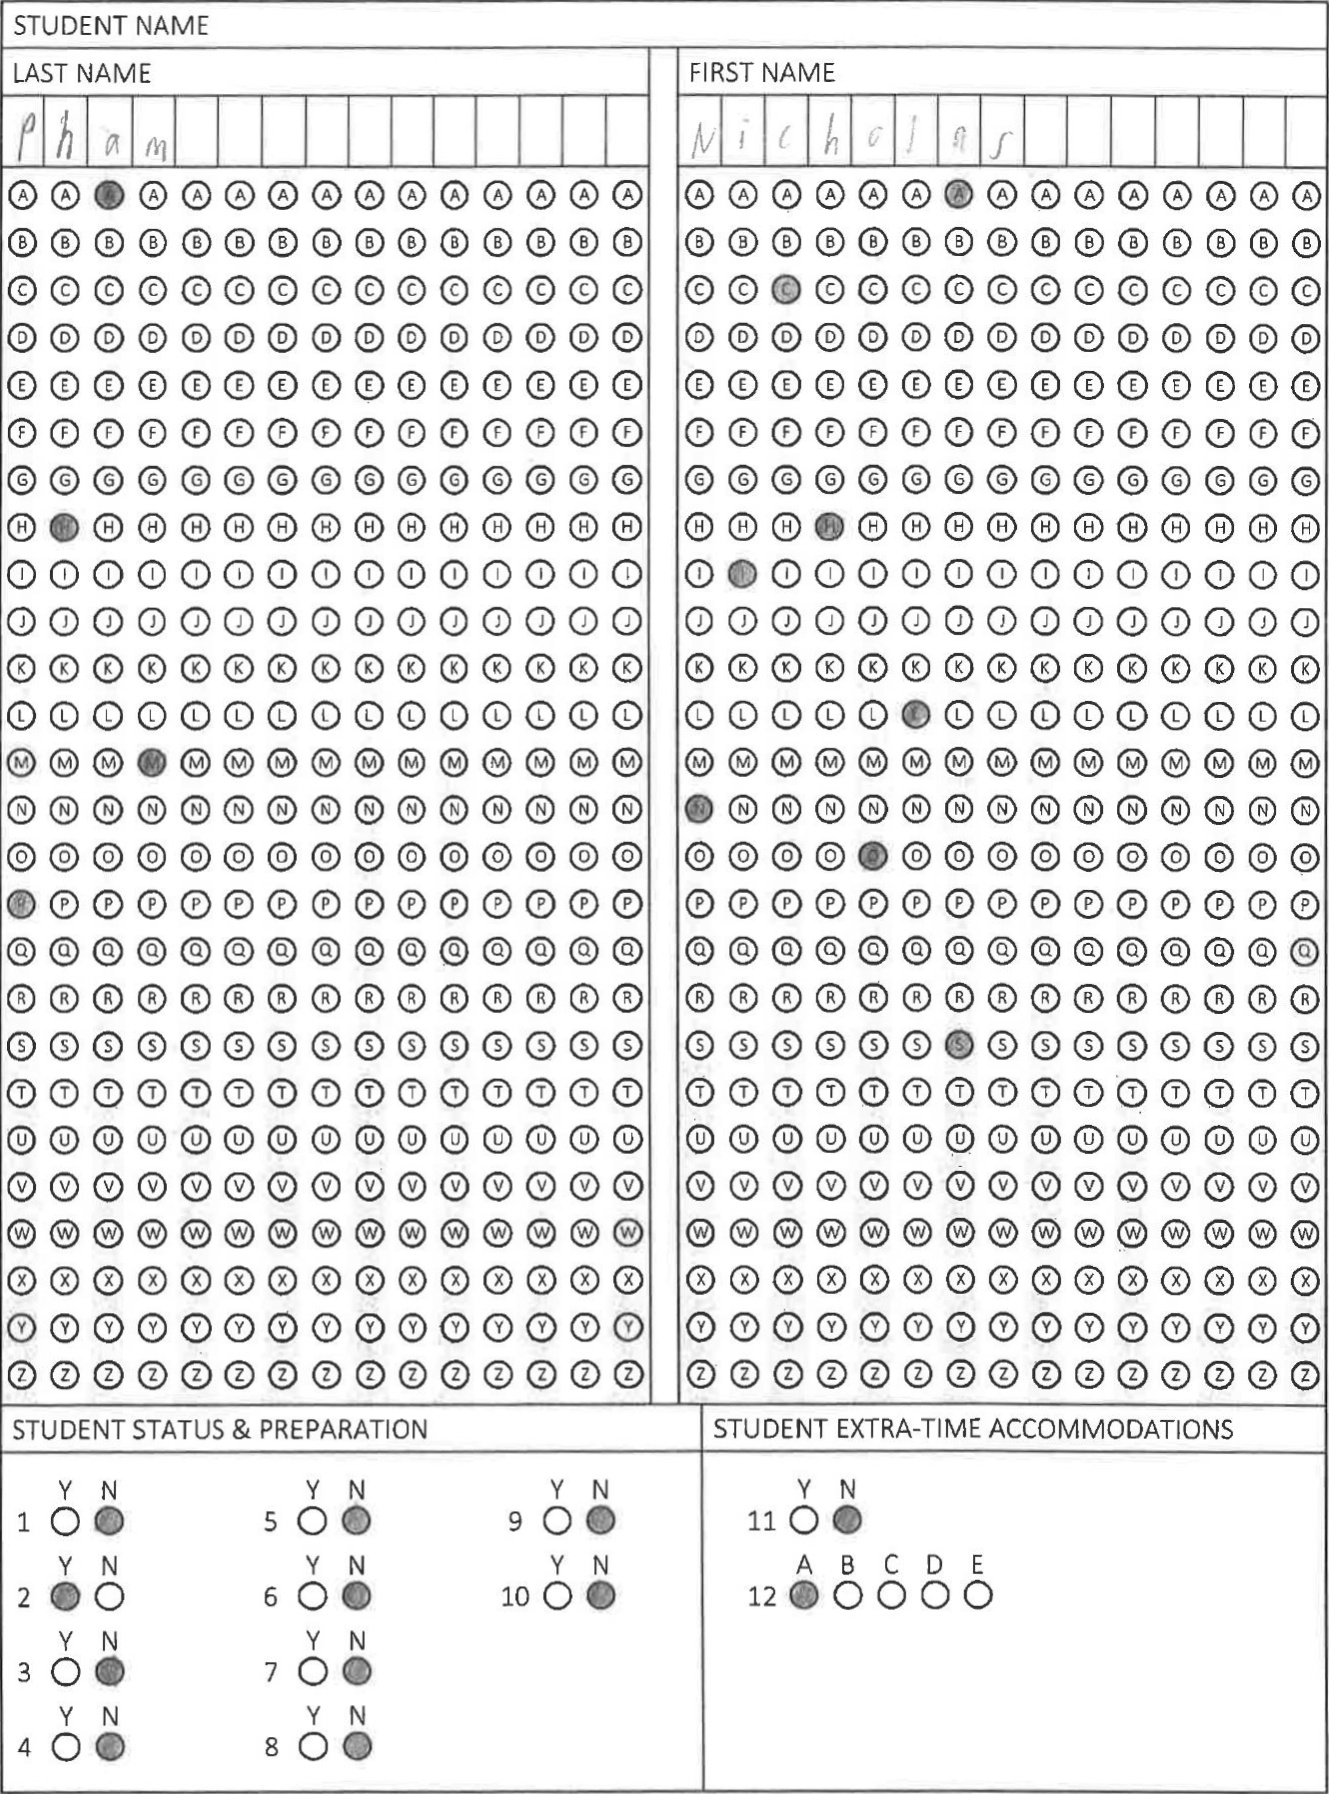 STUDENT NAME
LAST NAME FIRST NAME
Pham Nicholas
A A A A A A A A A A A A A A A A A A A A A A A A A A A A A A
B B B B B B B B B B B B B B B B B B B B B B B B B B B B B B
C C C C C C C C C C C C C C C C C C C C C C C C C C C C C C
D D D D D D D D D D D D D D D D D D D D D D D D D D D D D D
E E E E E E E E E E E E E E E E E E E E E E E E E E E E E E
F F F F F F F F F F F F F F F F F F F F F F F F F F F F F F
G G G G G G G G G G G G G G G G G G G G G G G G G G G G G G
H H H H H H H H H H H H H H H H H H H H H H H H H H H H H H
I I I I I I I I I I I I I I I I I I I I I I I I I I I I I I
J J J J J J J J J J J J J J J J J J J J J J J J J J J J J J
K K K K K K K K K K K K K K K K K K K K K K K K K K K K K K
L L L L L L L L L L L L L L L L L L L L L L L L L L L L L L
M M M M M M M M M M M M M M M M M M M M M M M M M M M M M M
N N N N N N N N N N N N N N N N N N N N N N N N N N N N N N
O O O O O O O O O O O O O O O O O O O O O O O O O O O O O O
P P P P P P P P P P P P P P P P P P P P P P P P P P P P P P
Q Q Q Q Q Q Q Q Q Q Q Q Q Q Q Q Q Q Q Q Q Q Q Q Q Q Q Q Q Q
R R R R R R R R R R R R R R R R R R R R R R R R R R R R R R
S S S S S S S S S S S S S S S S S S S S S S S S S S S S S S
T T T T T T T T T T T T T T T T T T T T T T T T T T T T T T
U U U U U U U U U U U U U U U U U U U U U U U U U U U U U U
V V V V V V V V V V V V V V V V V V V V V V V V V V V V V V
W W W W W W W W W W W W W W W W W W W W W W W W W W W W W W
X X X X X X X X X X X X X X X X X X X X X X X X X X X X X X
Y Y Y Y Y Y Y Y Y Y Y Y Y Y Y Y Y Y Y Y Y Y Y Y Y Y Y Y Y Y
Z Z Z Z Z Z Z Z Z Z Z Z Z Z Z Z Z Z Z Z Z Z Z Z Z Z Z Z Z Z
STUDENT STATUS & PREPARATION STUDENT EXTRA-TIME ACCOMMODATIONS
Y N Y N Y N Y N
1 5 9 11
Y N Y N Y N A B C D E
2 6 10 12
Y N Y N
3 7
Y N Y N
4 8